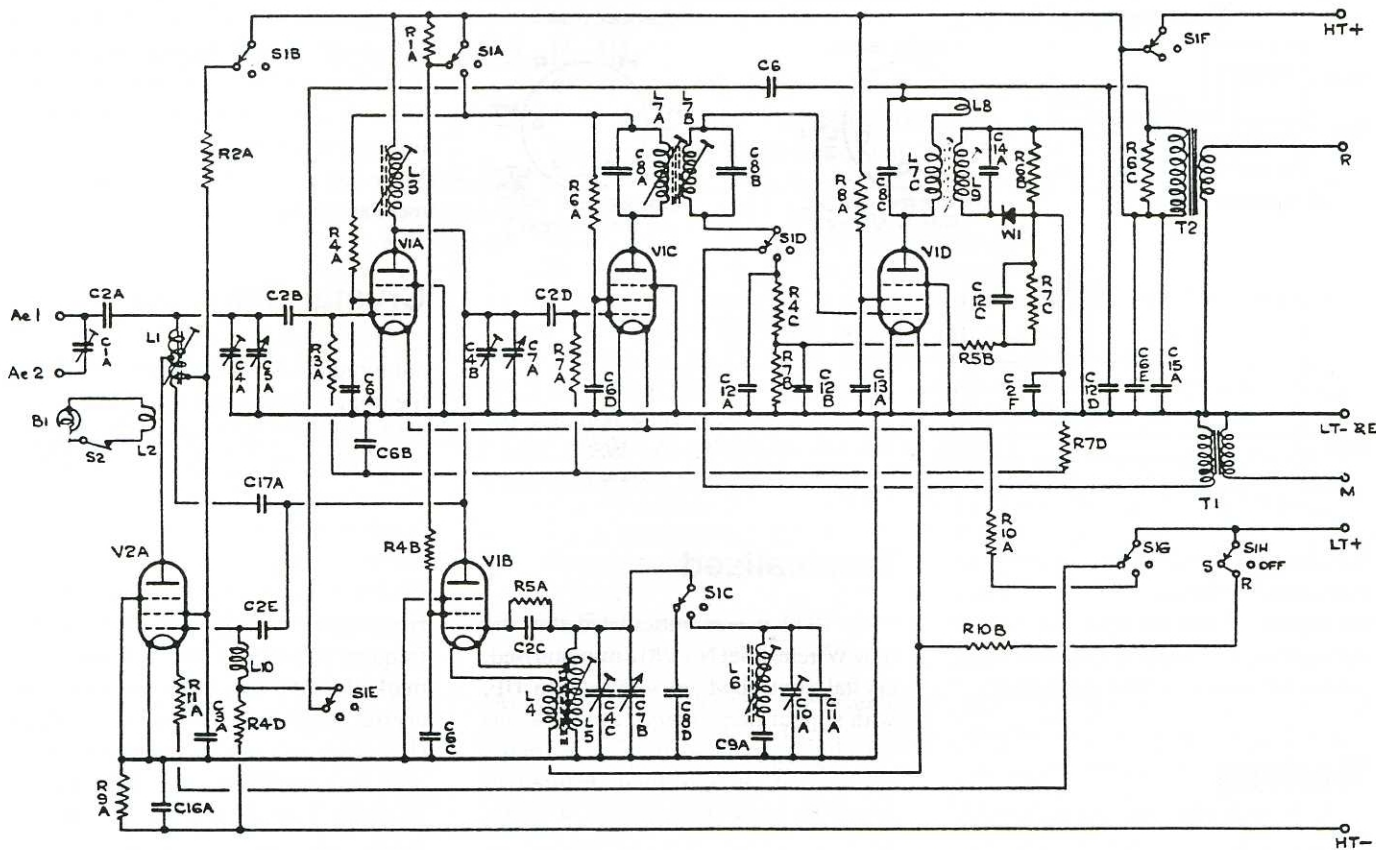 S1B
R1A
S1A
C6
S1F
HT+
R2A
L3
R4A
L7A
L7B
C8A
C8B
R6A
R8A
C8C
L8
L7C
L9
C14A
R6B
W1
R6C
T2
R
V1A
V1C
S1D
V1D
R4C
C12C
R7C
Ae1
C2A
C2B
C2D
L1
C1A
Ae2
C4A
C5A
R3A
C6A
C4B
C7A
R7A
C6D
C12A
R7B
C12B
R5B
C13A
C2F
C12D
C6E
C15A
B1
S2
L2
C6B
R7D
LT- & E
M
T1
C17A
R10A
LT+
V2A
R4B
V1B
R5A
C2C
S1C
S1G
S1H
S
OFF
R
C2E
L10
R10B
R11A
C3A
R4D
S1E
C6C
L4
L5
C4C
C7B
C8D
L6
C9A
C10A
C11A
R9A
C16A
HT-